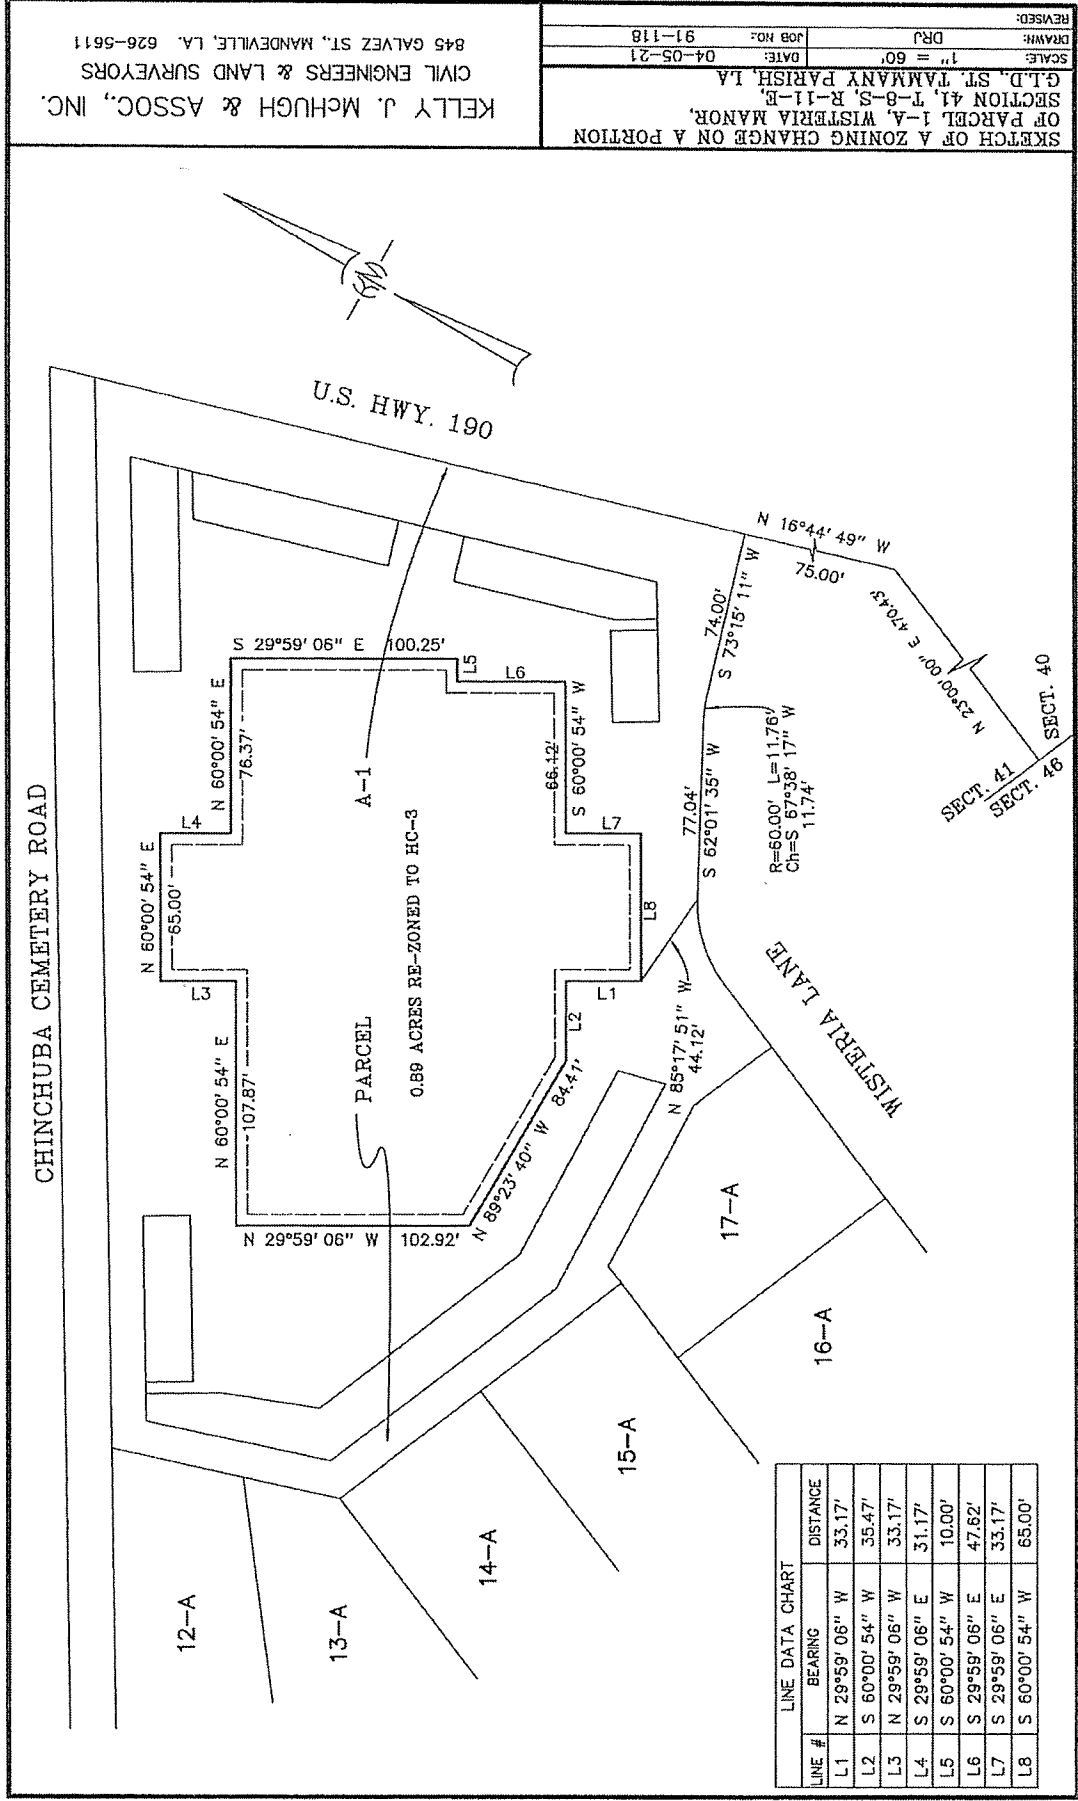 KELLY J. McHUGH & ASSOC., INC.
CIVIL ENGINEERS & LAND SURVEYORS
845 GALVEZ ST., MANDEVILLE, LA. 626-5611
SKETCH OF A ZONING CHANGE ON A PORTION
OF PARCEL 1-A, WISTERIA MANOR,
SECTION 41, T-8-S, R-11-E,
G.L.D, ST. TAMMANY PARISH, LA
SCALE: 1" = 60' DATE: 04-05-21
DRAWN: DRJ JOB NO.: 91-118
REVISED:
CHINCHUBA CEMETERY ROAD
U.S. HWY. 190
N 16°44'49" W
75.00'
74.00'
S 73°15'11" W
N 23°00'00" E 470.43'
SECT. 41
SECT. 40
SECT. 46
S 29°59'06" E 100.25'
L5
L6
N 60°00'54" E
76.37'
A-1
66.12'
S 60°00'54" W
L4
L7
N 60°00'54" E
65.00'
0.89 ACRES RE-ZONED TO HC-3
77.04'
S 62°01'35" W
R=60.00' L=11.76'
Ch=S 67°38'17" W
11.74'
L8
L3
L1
L2
WISTERIA LANE
N 85°17'51" W
44.12'
PARCEL
N 60°00'54" E
107.87'
N 89°23'40" W 84.41'
N 29°59'06" W 102.92'
17-A
16-A
15-A
14-A
13-A
12-A
LINE DATA CHART
LINE # BEARING DISTANCE
L1 N 29°59'06" W 33.17'
L2 S 60°00'54" W 35.47'
L3 N 29°59'06" W 33.17'
L4 S 29°59'06" E 31.17'
L5 S 60°00'54" W 10.00'
L6 S 29°59'06" E 47.62'
L7 S 29°59'06" E 33.17'
L8 S 60°00'54" W 65.00'